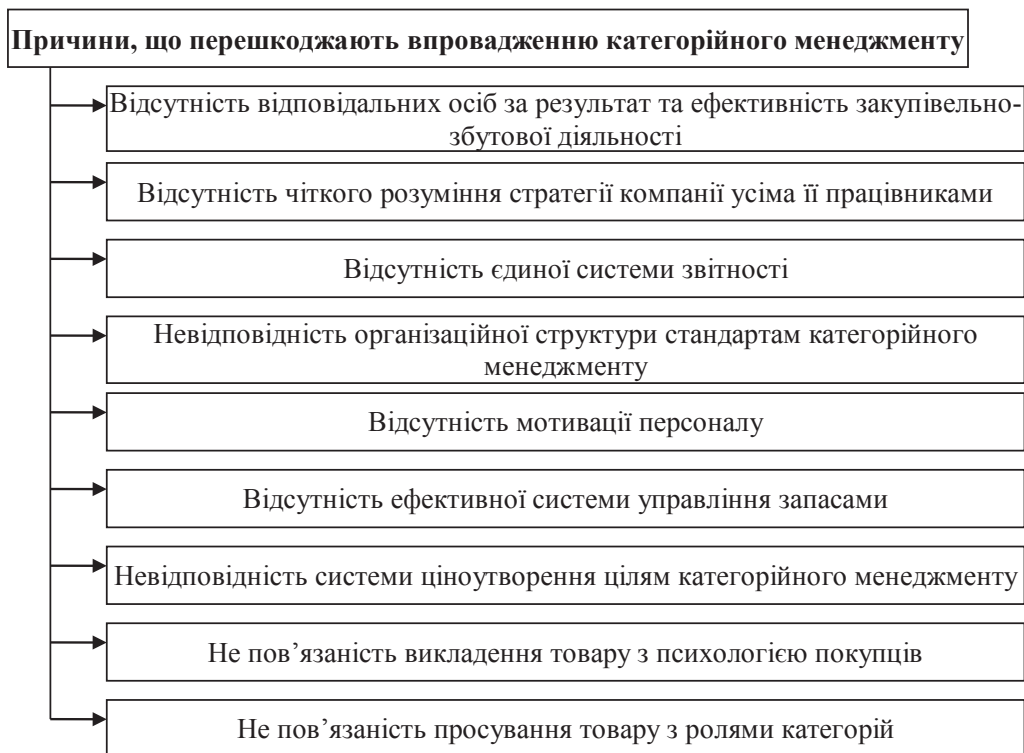 Причини, що перешкоджають впровадженню категорійного менеджменту
Відсутність відповідальних осіб за результат та ефективність закупівельно-
збутової діяльності
Відсутність чіткого розуміння стратегії компанії усіма її працівниками
Відсутність єдиної системи звітності
Невідповідність організаційної структури стандартам категорійного
менеджменту
Відсутність мотивації персоналу
Відсутність ефективної системи управління запасами
Невідповідність системи ціноутворення цілям категорійного менеджменту
Не пов’язаність викладення товару з психологією покупців
Не пов’язаність просування товару з ролями категорій